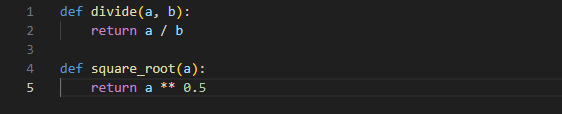 1 def divide(a, b):
2     return a / b
3
4 def square_root(a):
5     return a ** 0.5